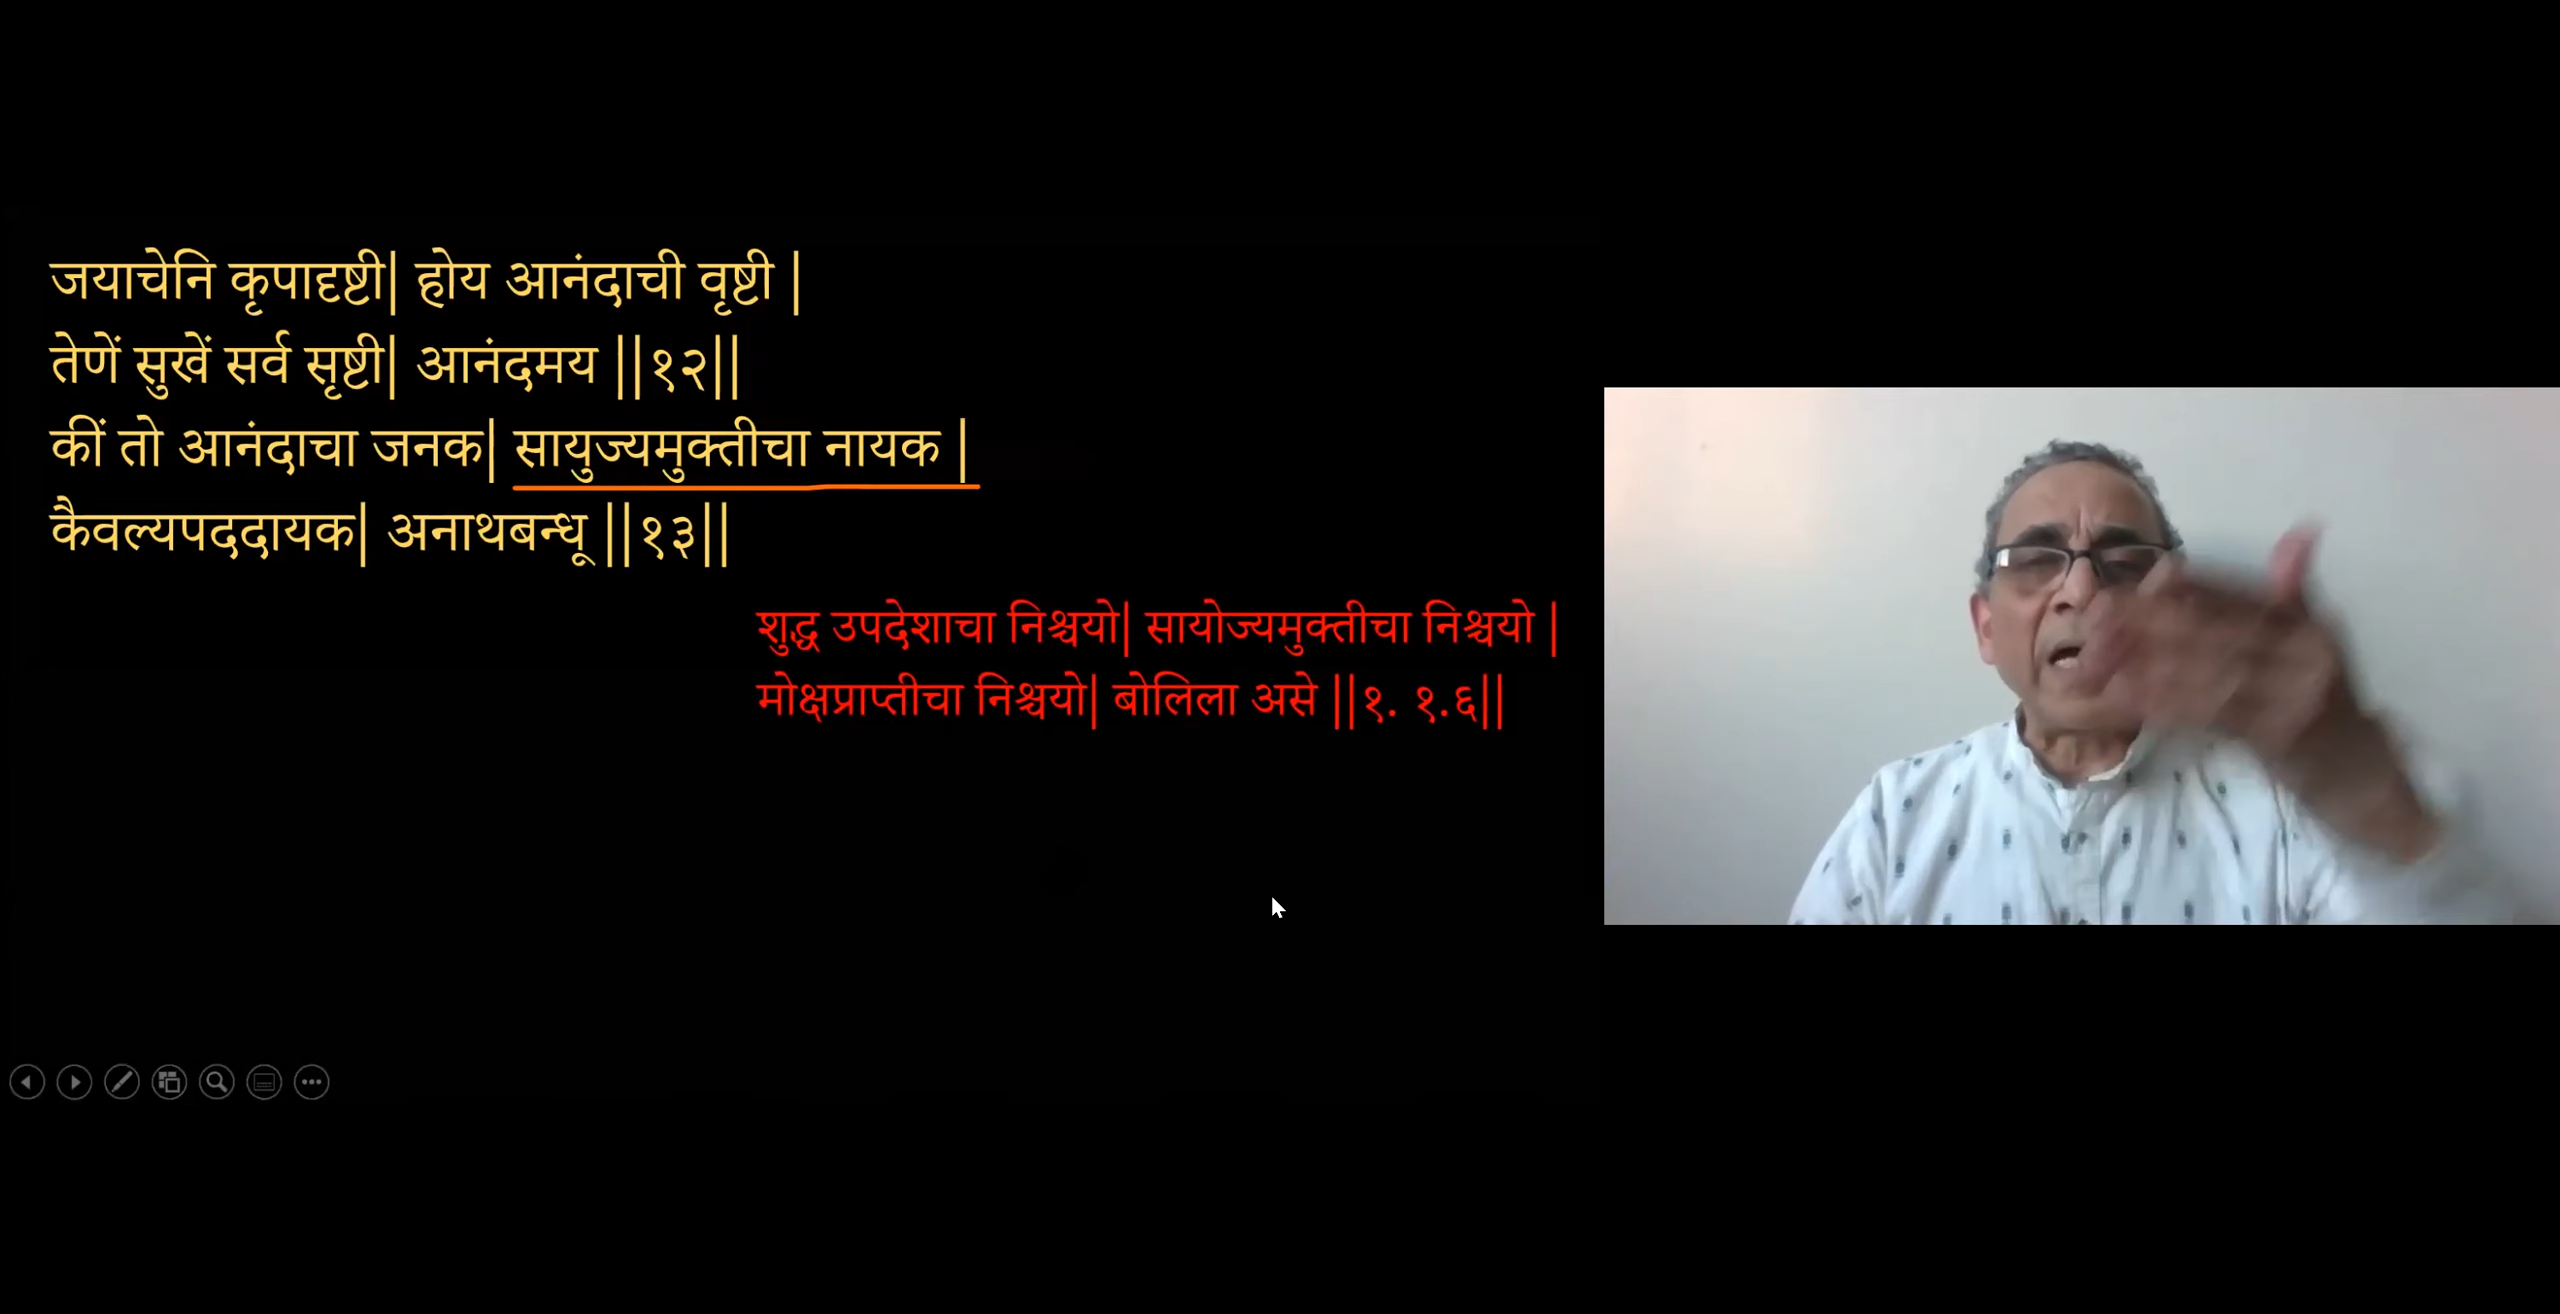 जयाचेनि कृपादृष्टी| होय आनंदाची वृष्टी |
तेणें सुखें सर्व सृष्टी| आनंदमय ||१२||
कीं तो आनंदाचा जनक| सायुज्यमुक्तीचा नायक |
कैवल्यपददायक| अनाथबन्धू ||१३||
शुद्ध उपदेशाचा निश्चयो| सायोज्यमुक्तीचा निश्चयो |
मोक्षप्राप्तीचा निश्चयो| बोलिला असे ||१. १.६||